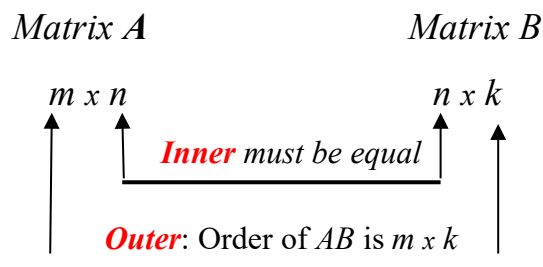 Matrix A Matrix B
m x n n x k
Inner must be equal
Outer: Order of AB is m x k